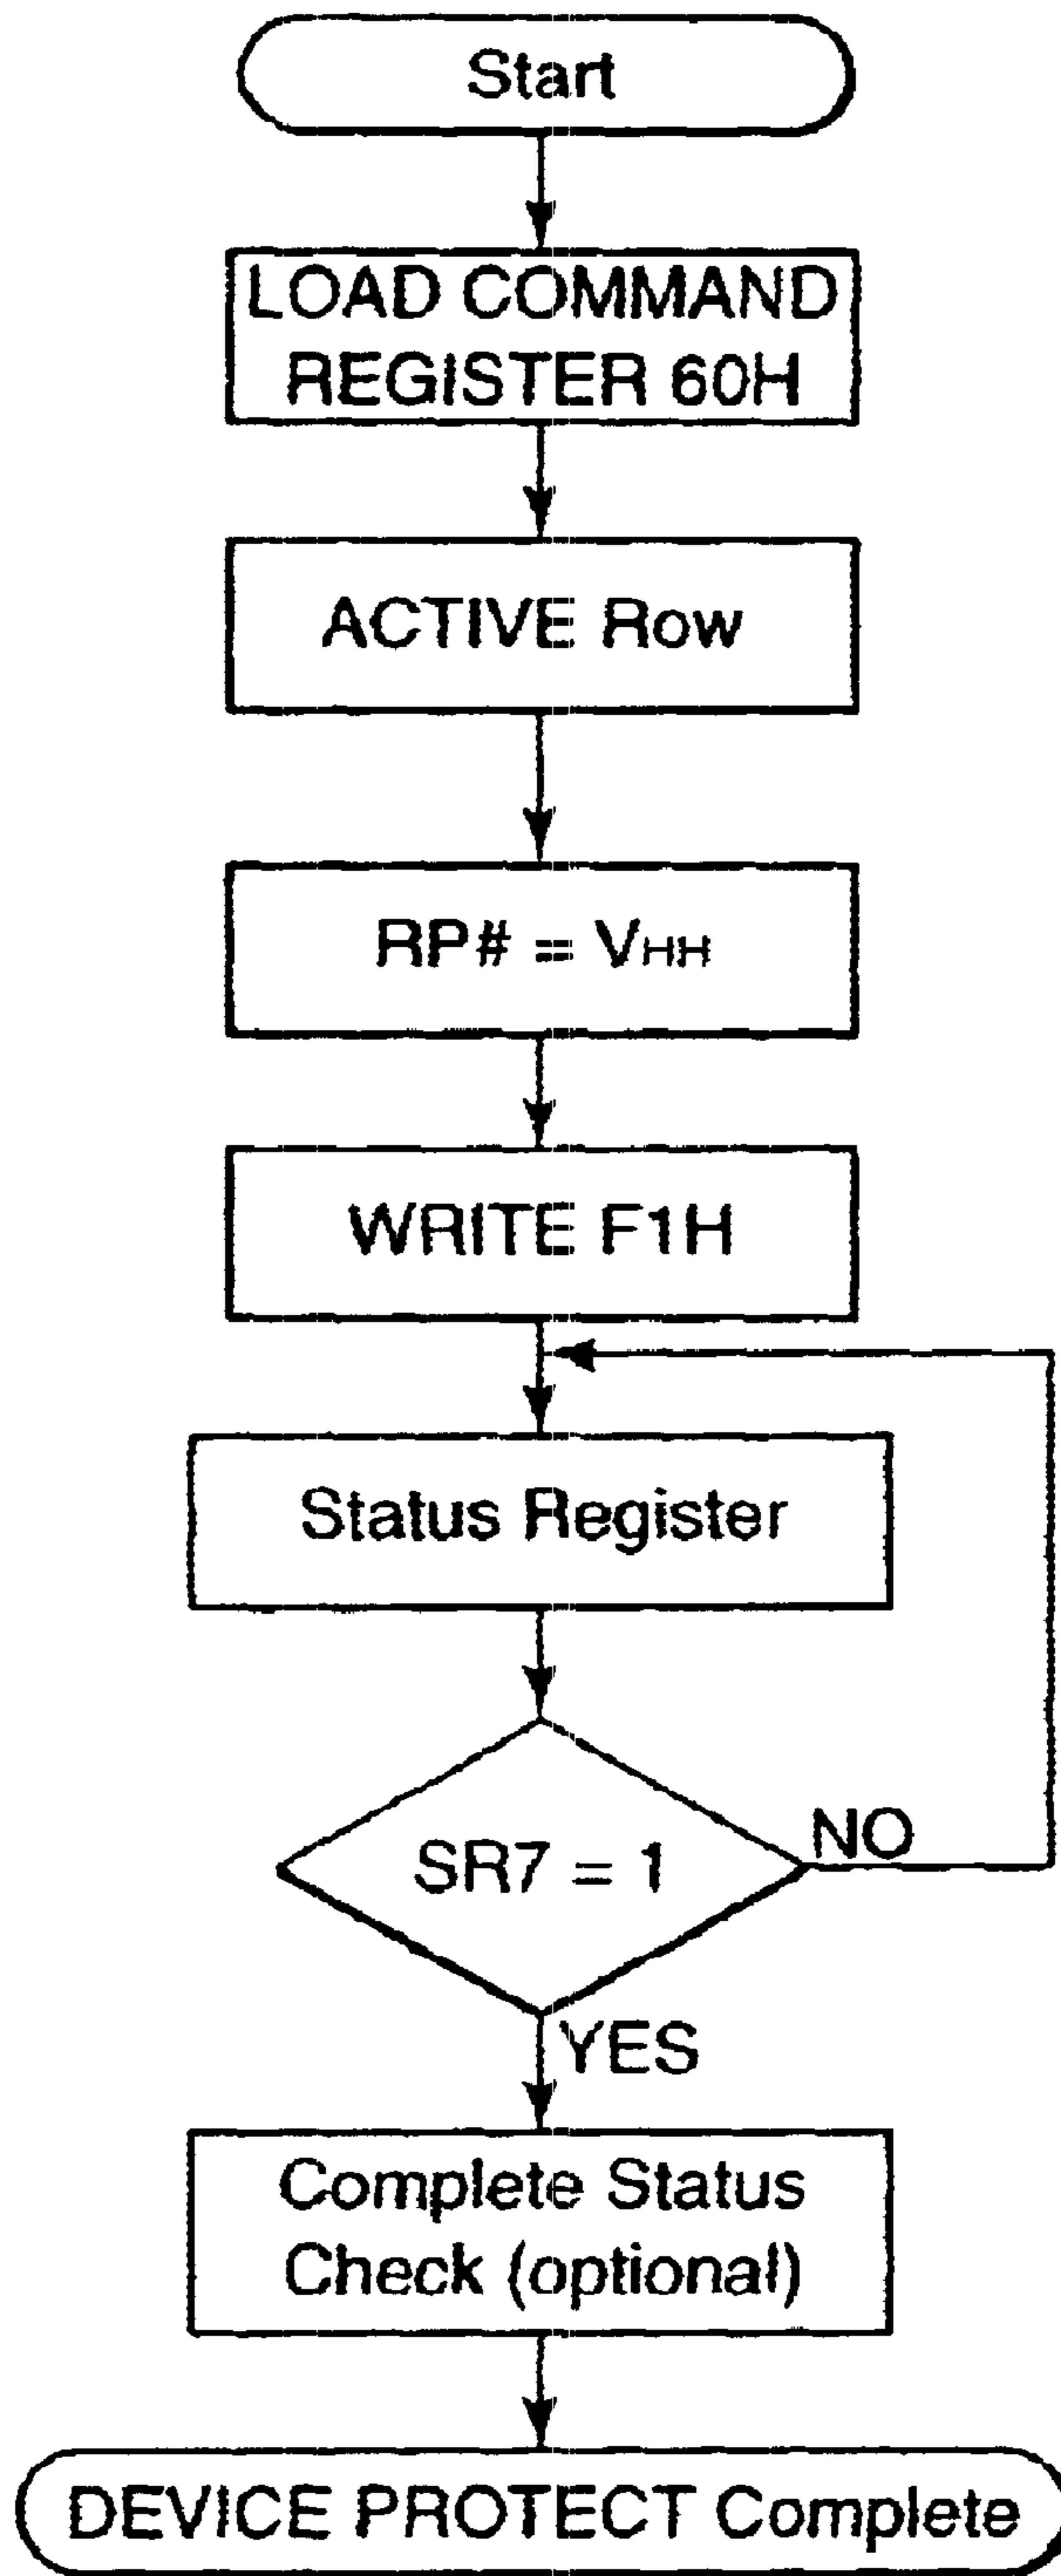 Start
LOAD COMMAND
REGISTER 60H
ACTIVE Row
RP# = VHH
WRITE F1H
Status Register
SR7 = 1
NO
YES
Complete Status
Check (optional)
DEVICE PROTECT Complete